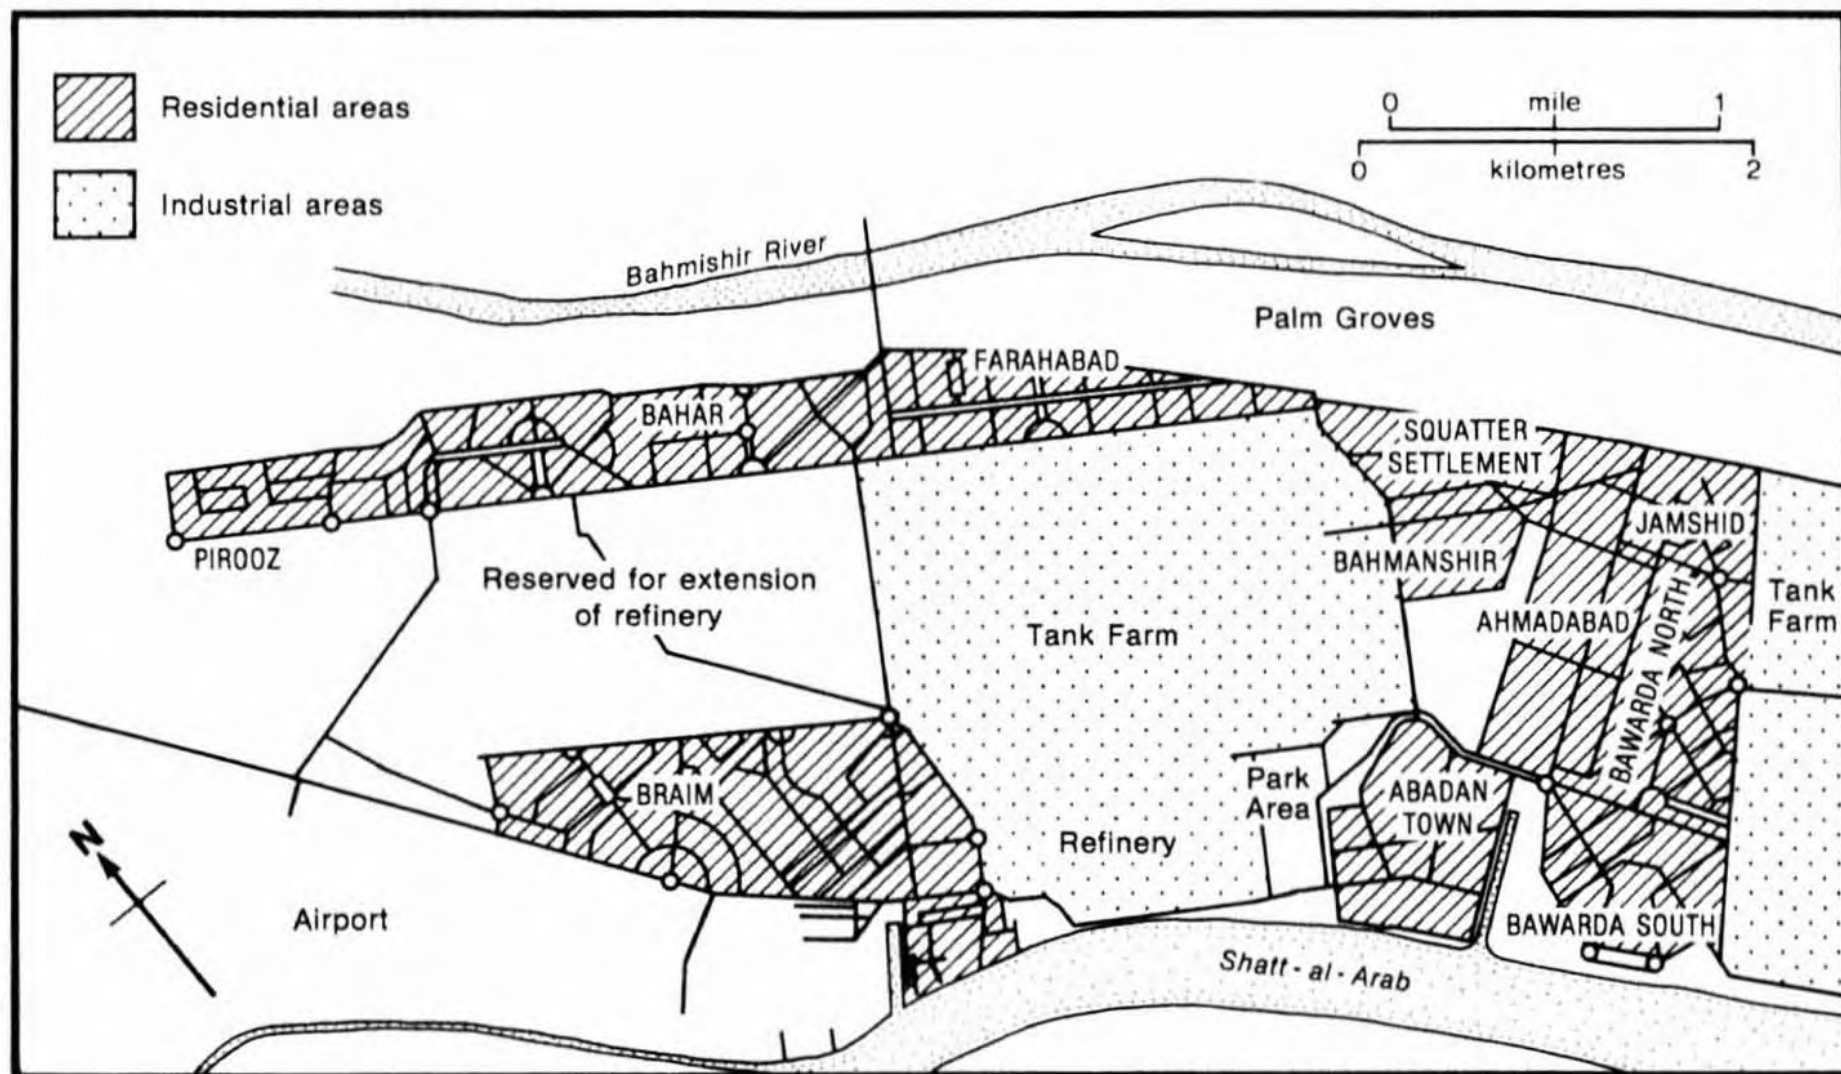 Residential areas
Industrial areas
0 mile 1
0 kilometres 2
Bahmishir River
Palm Groves
FARAHABAD
BAHAR
SQUATTER
SETTLEMENT
JAMSHID
PIROOZ
BAHMANSHIR
Reserved for extension
of refinery
Tank
Farm
Tank Farm
AHMADABAD
BAWARDA NORTH
BRAIM
Park
Area
ABADAN
TOWN
Refinery
N
Airport
BAWARDA SOUTH
Shatt-al-Arab